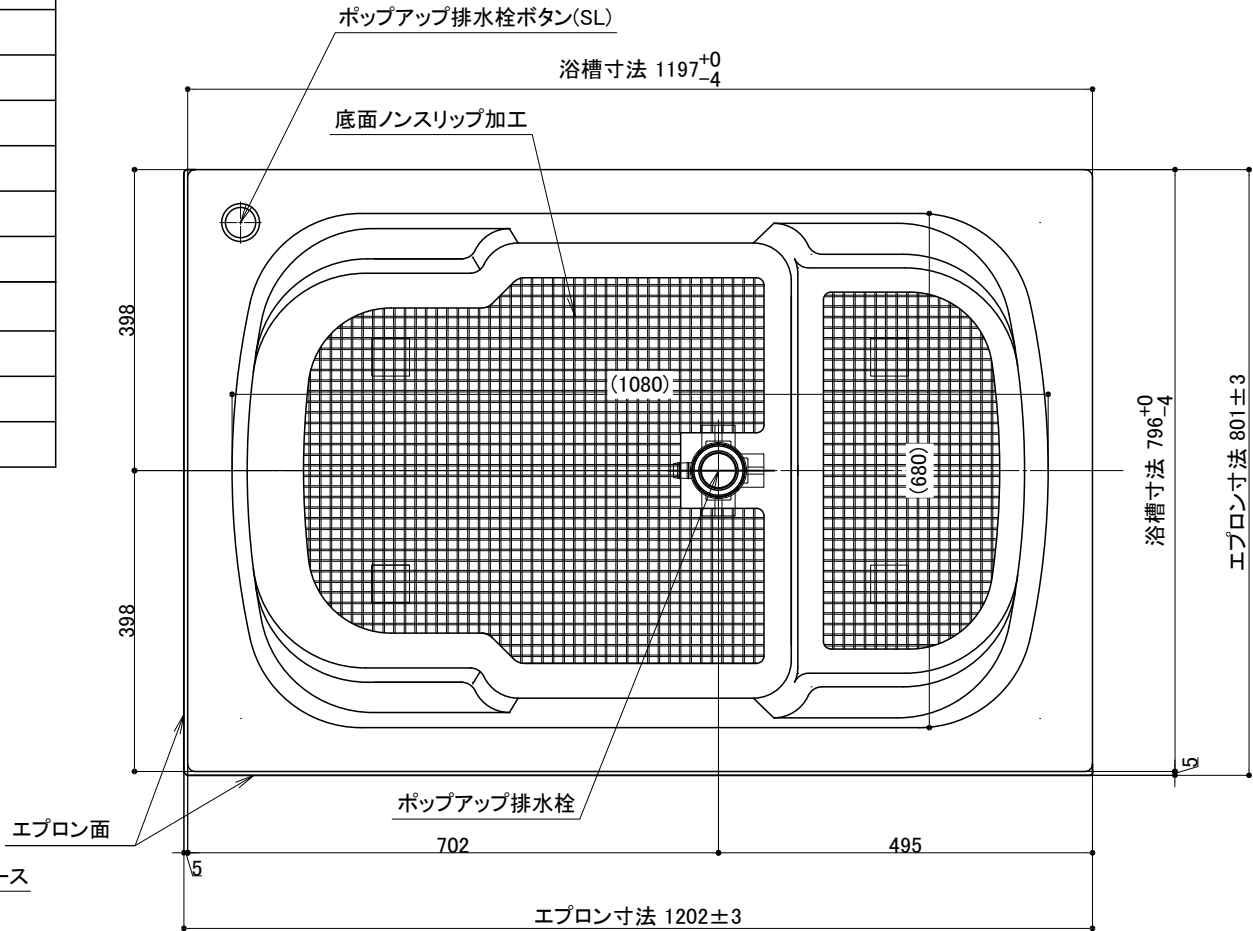 ポップアップ排水栓ボタン(SL)
浴槽寸法 1197 +0 -4
底面ノンスリップ加工
398
(1080)
(680)
浴槽寸法 796 +0 -4
エプロン寸法 801±3
398
5
ポップアップ排水栓
エプロン面
702
495
5
ース
エプロン寸法 1202±3